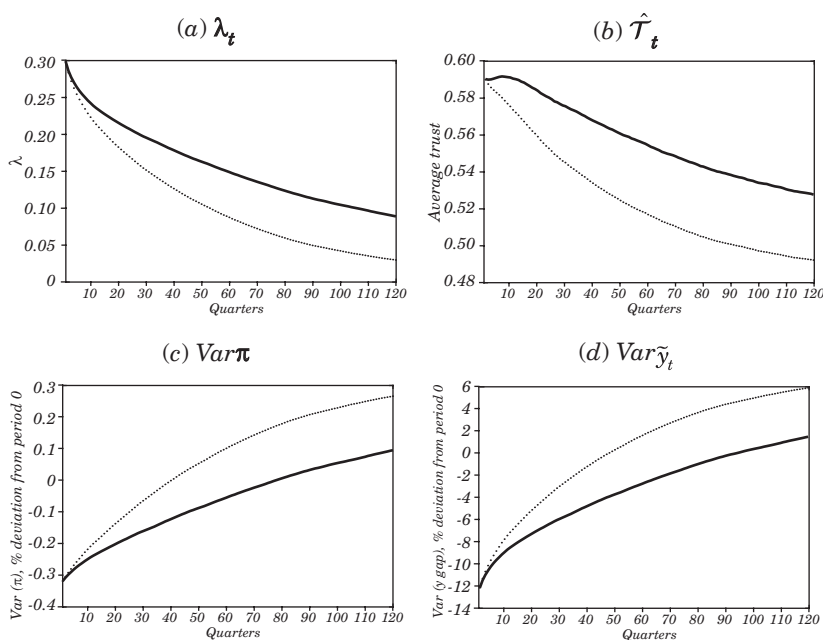 (a) λₜ
0.30
0.25
0.20
0.15
0.10
0.05
0
λ
10 20 30 40 50 60 70 80 90 100 110 120
Quarters
(b) 𝒯̂ₜ
0.60
0.58
0.56
0.54
0.52
0.50
0.48
Average trust
10 20 30 40 50 60 70 80 90 100 110 120
Quarters
(c) Varπ
0.3
0.2
0.1
0
-0.1
-0.2
-0.3
-0.4
Var (π), % deviation from period 0
10 20 30 40 50 60 70 80 90 100 110 120
Quarters
(d) Varỹₜ
6
4
2
0
-2
-4
-6
-8
-10
-12
-14
Var (y gap), % deviation from period 0
10 20 30 40 50 60 70 80 90 100 110 120
Quarters